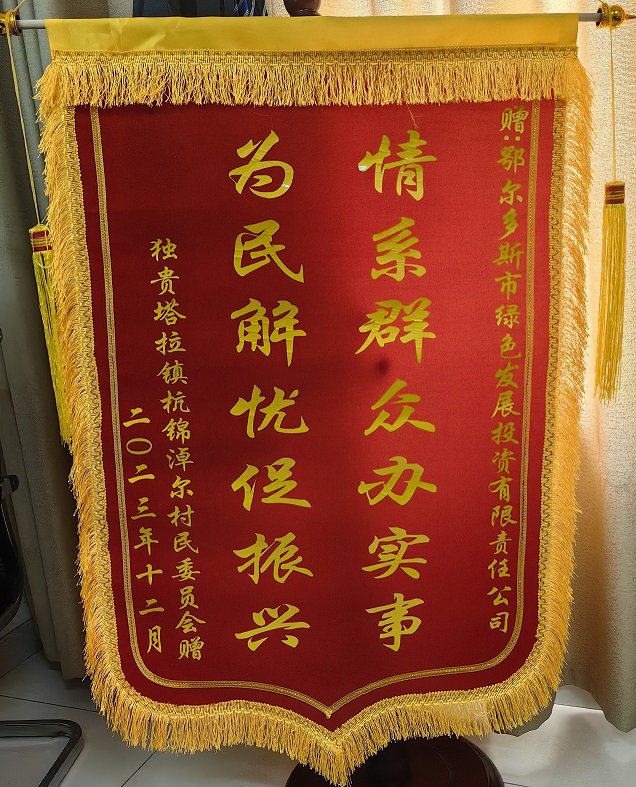 赠：鄂尔多斯市绿色发展投资有限责任公司
情系群众办实事
为民解忧促振兴
独贵塔拉镇杭锦淖尔村民委员会赠
二〇二三年十二月